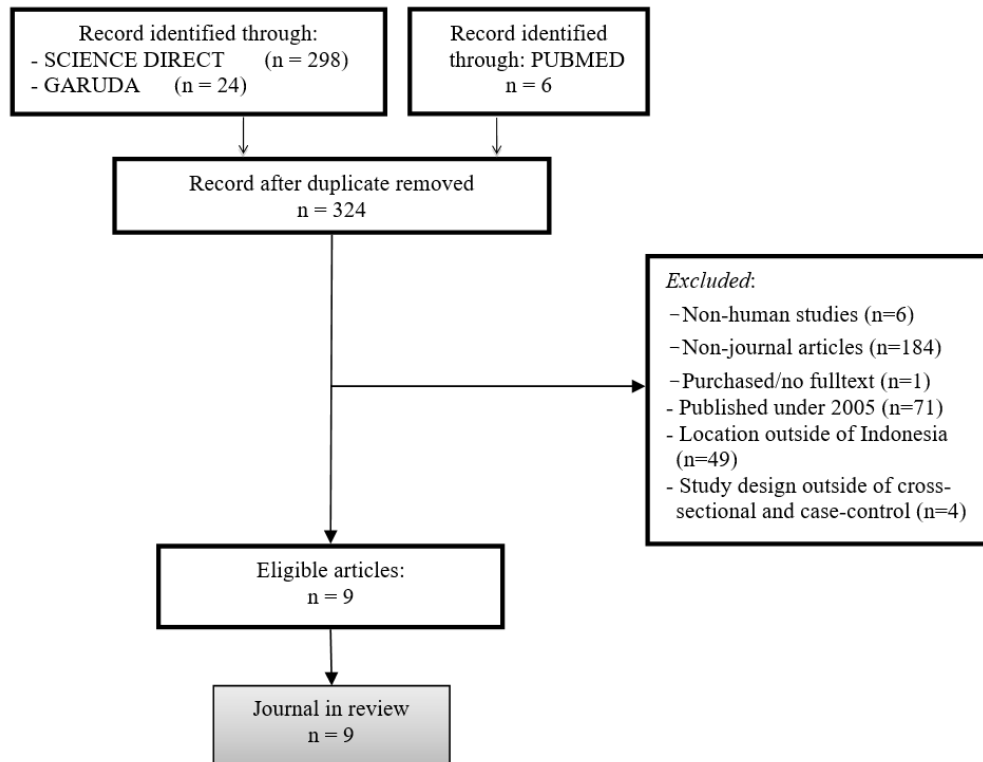 Record identified through:
- SCIENCE DIRECT (n = 298)
- GARUDA (n = 24)
Record identified
through: PUBMED
n = 6
Record after duplicate removed
n = 324
Excluded:
-Non-human studies (n=6)
-Non-journal articles (n=184)
-Purchased/no fulltext (n=1)
- Published under 2005 (n=71)
- Location outside of Indonesia
(n=49)
- Study design outside of cross-
sectional and case-control (n=4)
Eligible articles:
n = 9
Journal in review
n = 9